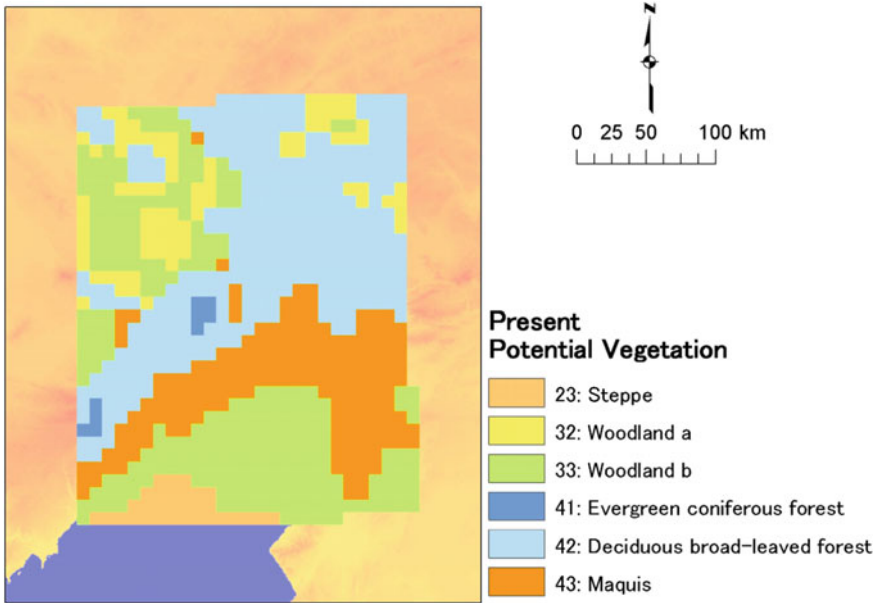 N
0 25 50 100 km
Present
Potential Vegetation
23: Steppe
32: Woodland a
33: Woodland b
41: Evergreen coniferous forest
42: Deciduous broad-leaved forest
43: Maquis